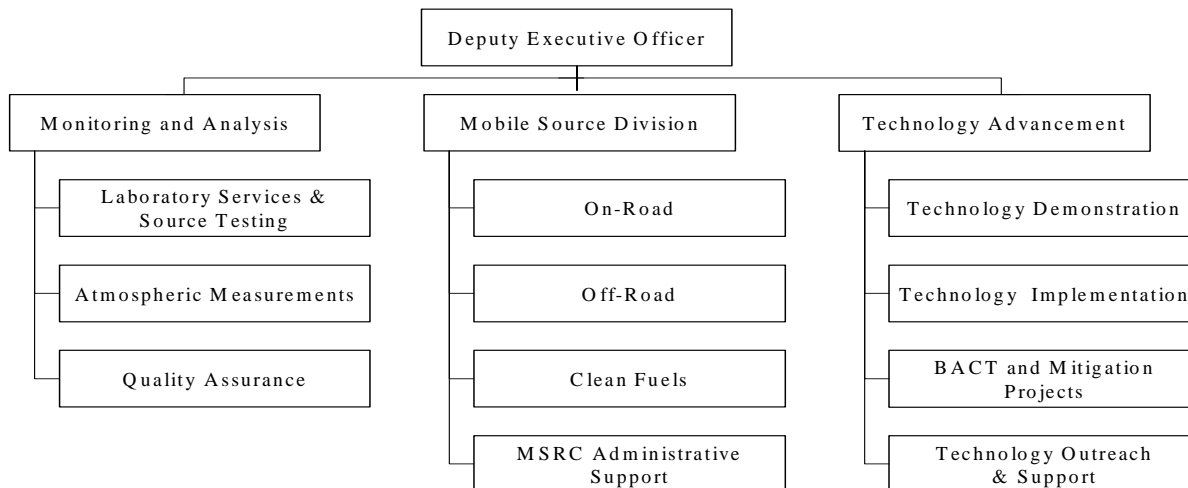 Deputy Executive Officer
Monitoring and Analysis
Mobile Source Division
Technology Advancement
Laboratory Services &
Source Testing
Atmospheric Measurements
Quality Assurance
On-Road
Off-Road
Clean Fuels
MSRC Administrative
Support
Technology Demonstration
Technology Implementation
BACT and Mitigation
Projects
Technology Outreach
& Support